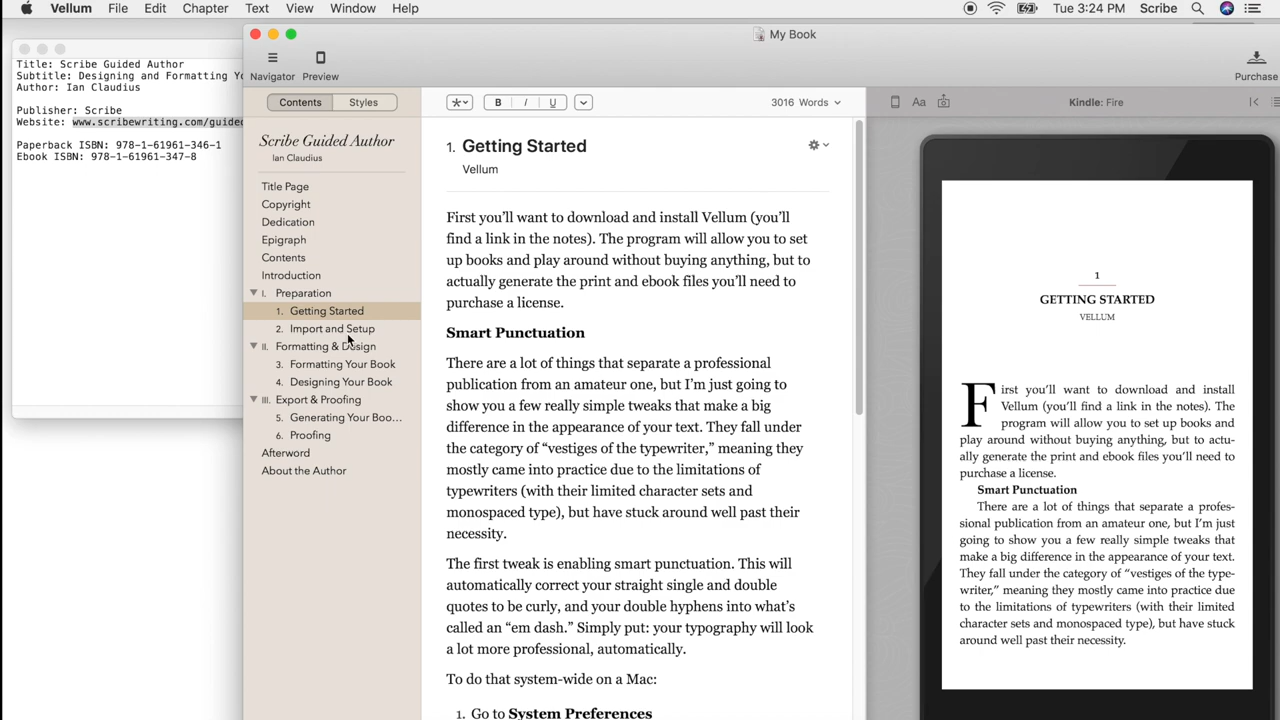 Vellum File Edit Chapter Text View Window Help Tue 3:24 PM Scribe
Title: Scribe Guided Author
Subtitle: Designing and Formatting Yo
Author: Ian Claudius
Publisher: Scribe
Website: www.scribewriting.com/guided
Paperback ISBN: 978-1-61961-346-1
Ebook ISBN: 978-1-61961-347-8
My Book
Navigator Preview Purchase
Contents Styles
Scribe Guided Author
Ian Claudius
Title Page
Copyright
Dedication
Epigraph
Contents
Introduction
I. Preparation
1. Getting Started
2. Import and Setup
II. Formatting & Design
3. Formatting Your Book
4. Designing Your Book
III. Export & Proofing
5. Generating Your Boo...
6. Proofing
Afterword
About the Author
B I U 3016 Words
1. Getting Started
Vellum
First you’ll want to download and install Vellum (you’ll
find a link in the notes). The program will allow you to set
up books and play around without buying anything, but to
actually generate the print and ebook files you’ll need to
purchase a license.
Smart Punctuation
There are a lot of things that separate a professional
publication from an amateur one, but I’m just going to
show you a few really simple tweaks that make a big
difference in the appearance of your text. They fall under
the category of “vestiges of the typewriter,” meaning they
mostly came into practice due to the limitations of
typewriters (with their limited character sets and
monospaced type), but have stuck around well past their
necessity.
The first tweak is enabling smart punctuation. This will
automatically correct your straight single and double
quotes to be curly, and your double hyphens into what’s
called an “em dash.” Simply put: your typography will look
a lot more professional, automatically.
To do that system-wide on a Mac:
1. Go to System Preferences
Aa Kindle: Fire
1
GETTING STARTED
VELLUM
First you’ll want to download and install
Vellum (you’ll find a link in the notes). The
program will allow you to set up books and
play around without buying anything, but to actu-
ally generate the print and ebook files you’ll need to
purchase a license.
Smart Punctuation
There are a lot of things that separate a profes-
sional publication from an amateur one, but I’m just
going to show you a few really simple tweaks that
make a big difference in the appearance of your text.
They fall under the category of “vestiges of the type-
writer,” meaning they mostly came into practice due
to the limitations of typewriters (with their limited
character sets and monospaced type), but have stuck
around well past their necessity.